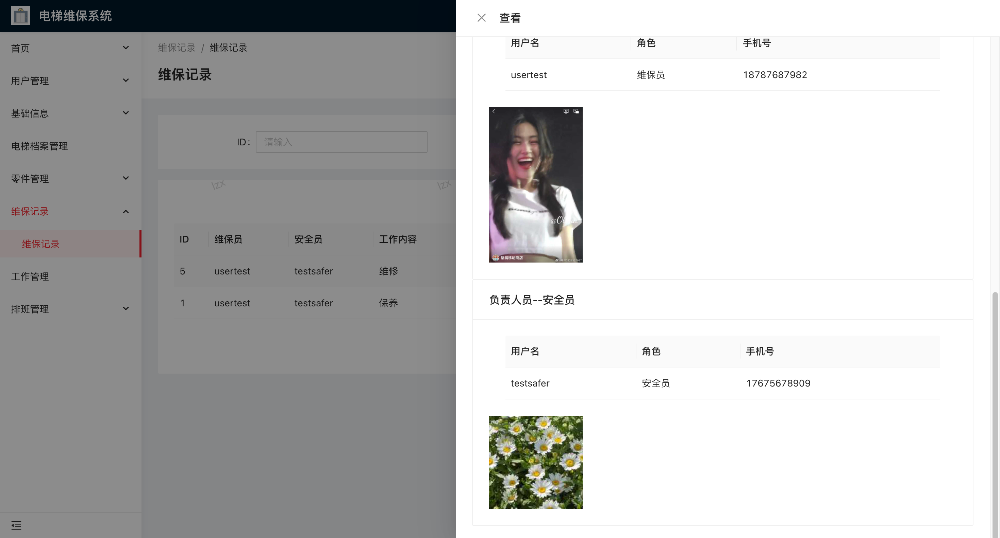 电梯维保系统
首页
用户管理
基础信息
电梯档案管理
零件管理
维保记录
维保记录
工作管理
排班管理
维保记录 / 维保记录
维保记录
ID: 请输入
lzx lzx
ID 维保员 安全员 工作内容
5 usertest testsafer 维修
1 usertest testsafer 保养
查看
用户名 角色 手机号
usertest 维保员 18787687982
TV
锅锅移动商店
负责人员--安全员
用户名 角色 手机号
testsafer 安全员 17675678909